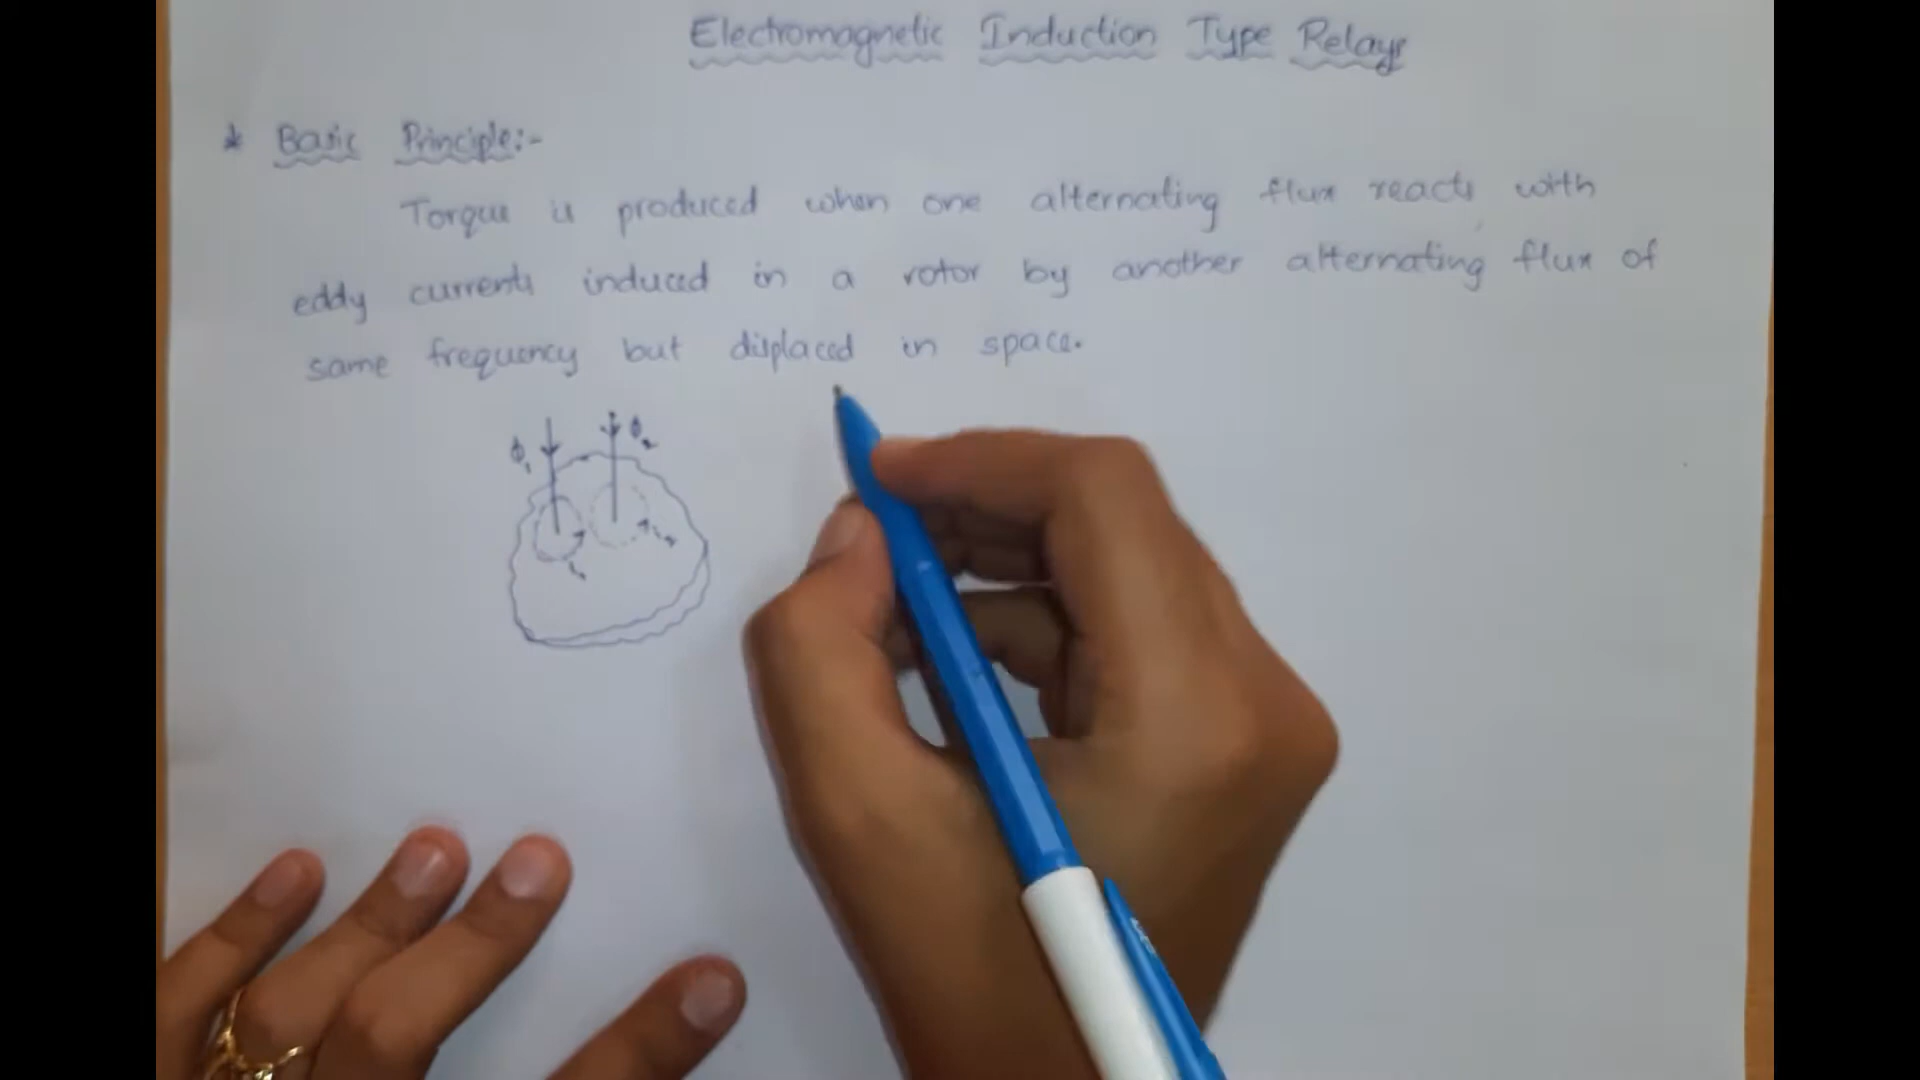 Electromagnetic Induction Type Relays
* Basic Principle:-
Torque is produced when one alternating flux reacts with
eddy currents induced in a rotor by another alternating flux of
same frequency but displaced in space.
ϕ₁ ϕ₂
i₂